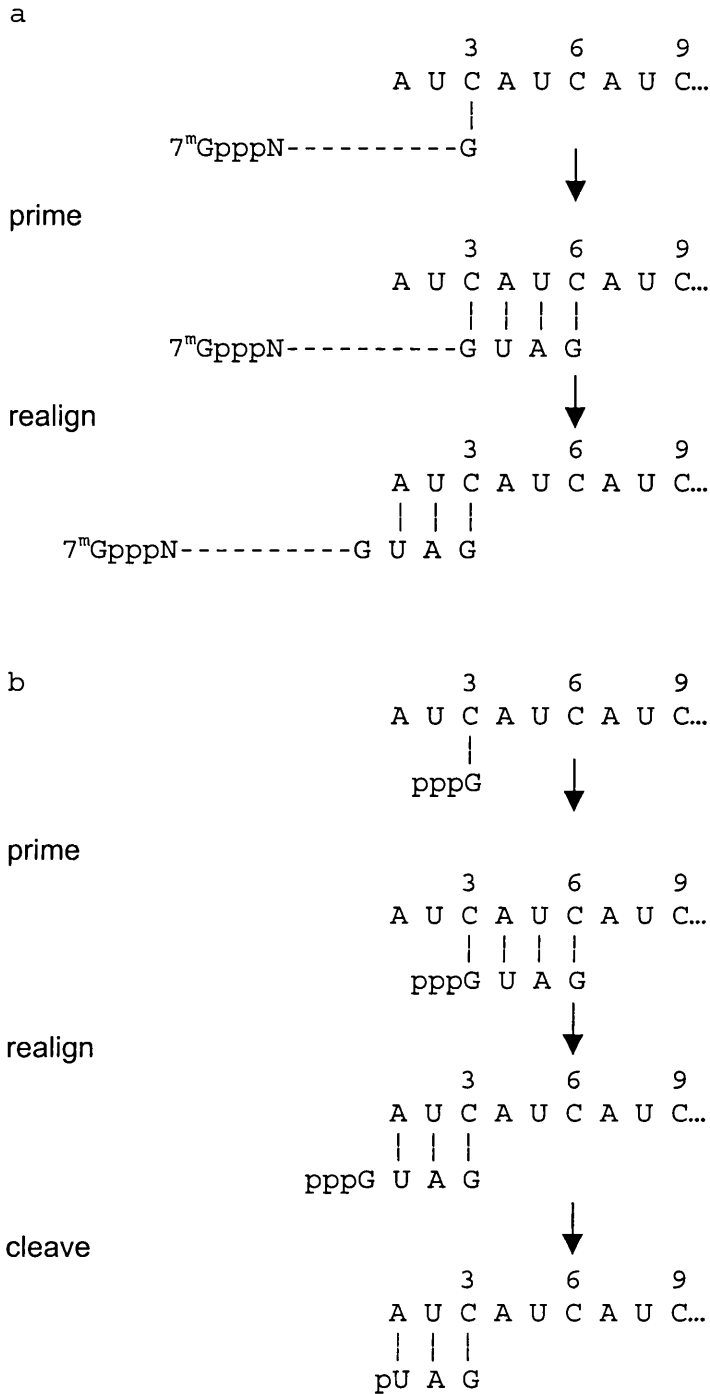 a
3 6 9
A U C A U C A U C...
7mGpppN----------G
prime
3 6 9
A U C A U C A U C...
7mGpppN----------G U A G
realign
3 6 9
A U C A U C A U C...
7mGpppN----------G U A G
b
3 6 9
A U C A U C A U C...
pppG
prime
3 6 9
A U C A U C A U C...
pppG U A G
realign
3 6 9
A U C A U C A U C...
pppG U A G
cleave
3 6 9
A U C A U C A U C...
pU A G